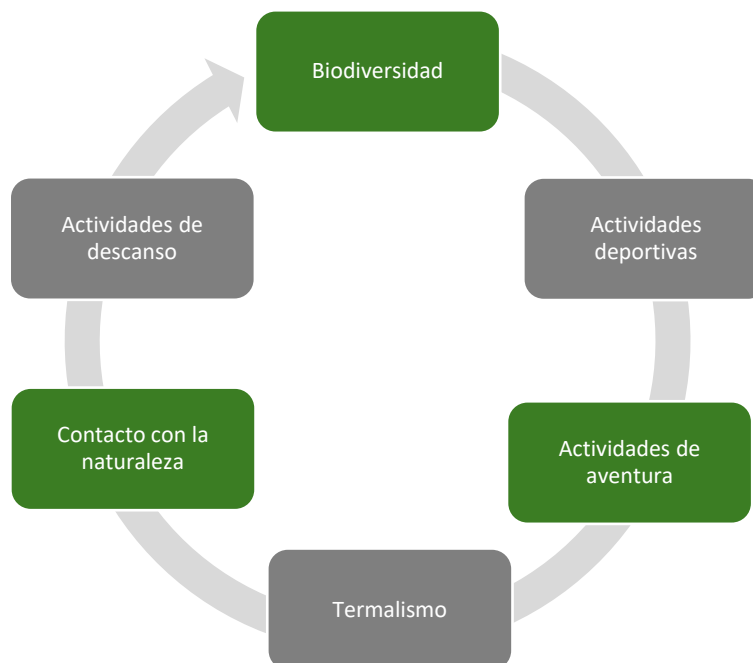 Biodiversidad
Actividades
deportivas
Actividades de
aventura
Termalismo
Contacto con la
naturaleza
Actividades de
descanso